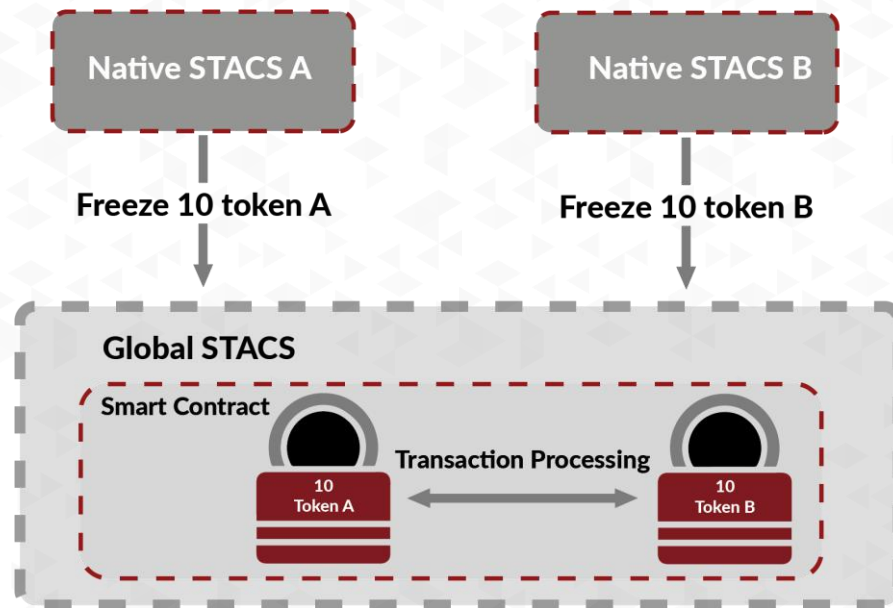 Native STACS A
Native STACS B
Freeze 10 token A
Freeze 10 token B
Global STACS
Smart Contract
Transaction Processing
10
Token A
10
Token B